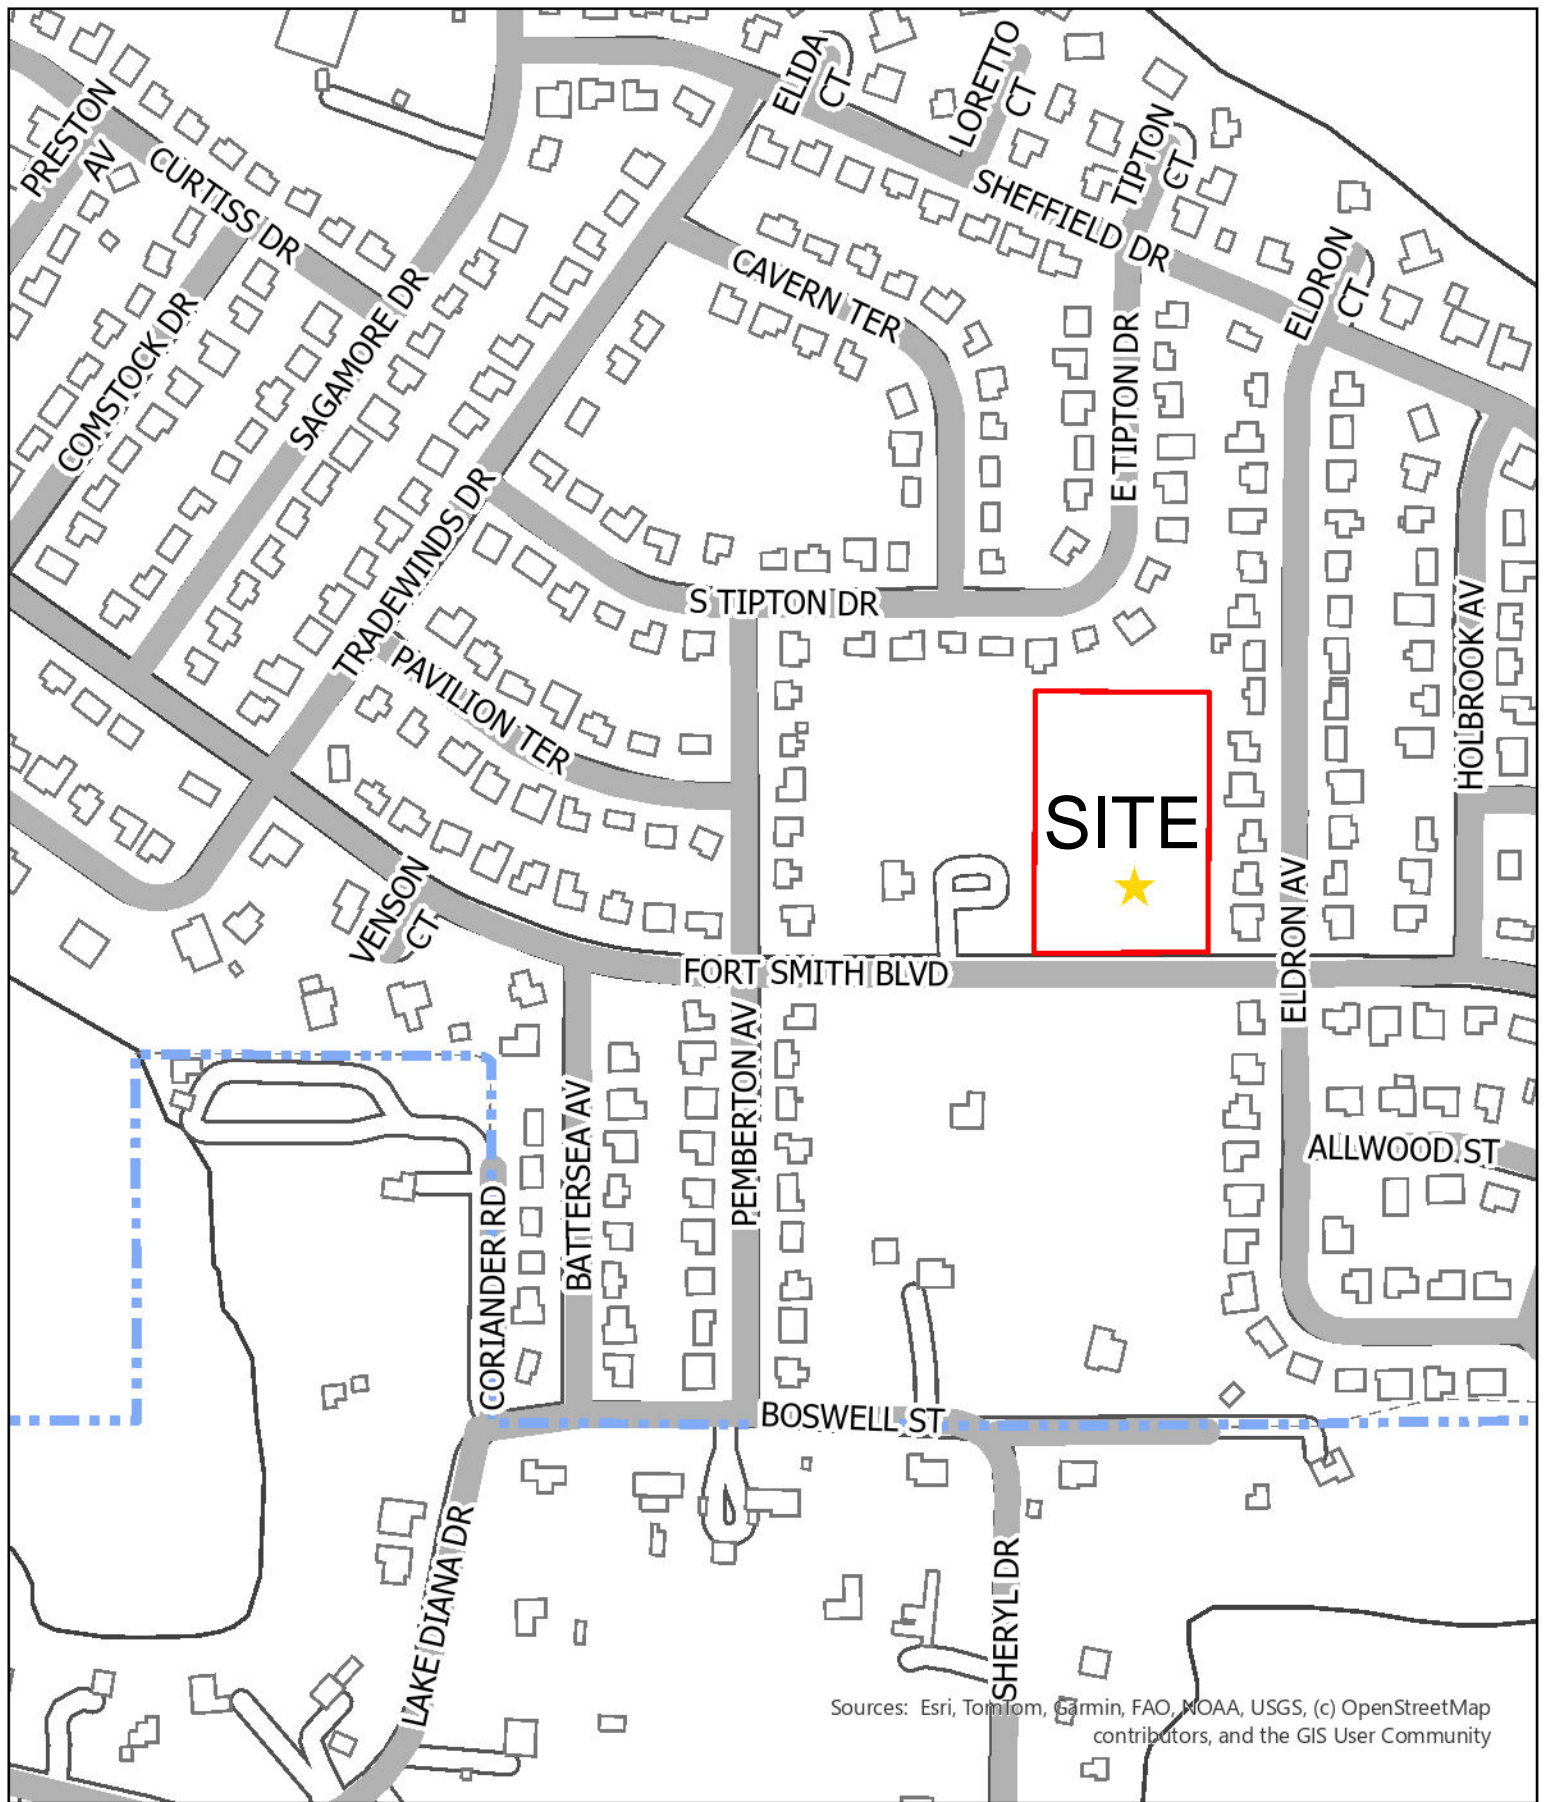 ELIDA
CT
LORETTO
CT
PRESTON
AV
CURTISS DR
TIPTON
CT
SHEFFIELD DR
ELDRON
CT
CAVERN TER
COMSTOCK DR
SAGAMORE DR
E TIPTON DR
TRADEWINDS DR
S TIPTON DR
HOLBROOK AV
PAVILION TER
SITE
VENSON
CT
ELDRON AV
FORT SMITH BLVD
PEMBERTON AV
BATTERSEA AV
ALLWOOD ST
CORIANDER RD
BOSWELL ST
LAKE DIANA DR
SHERYL DR
Sources: Esri, TomTom, Garmin, FAO, NOAA, USGS, (c) OpenStreetMap
contributors, and the GIS User Community